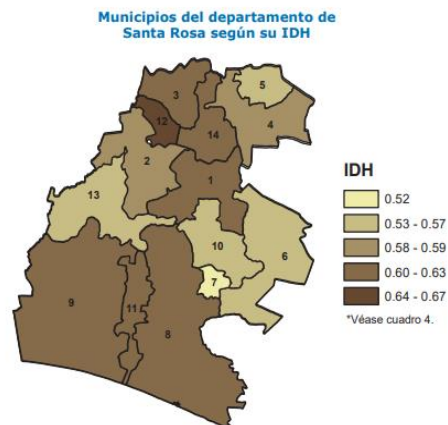 Municipios del departamento de
Santa Rosa según su IDH
3
5
12
14
4
2
1
13
10
6
7
9
11
8
IDH
0.52
0.53 - 0.57
0.58 - 0.59
0.60 - 0.63
0.64 - 0.67
*Véase cuadro 4.